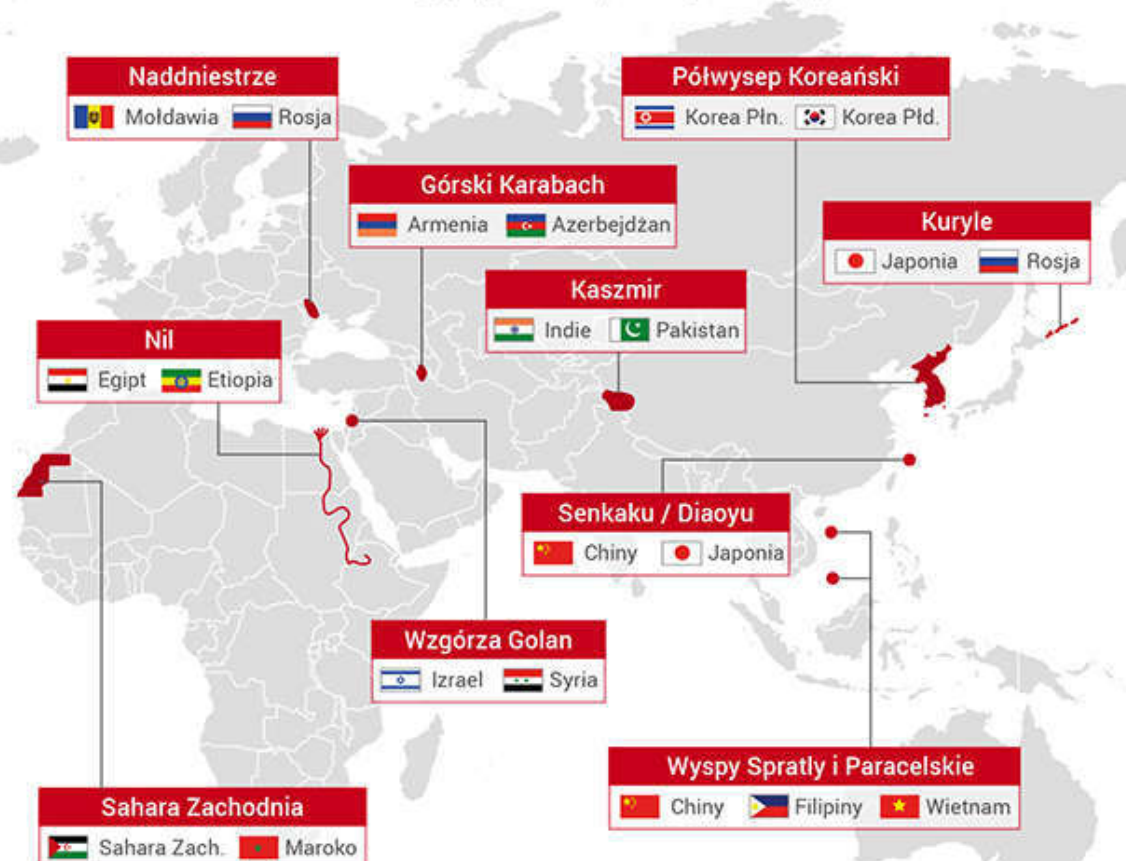 Naddniestrze
Mołdawia Rosja
Półwysep Koreański
Korea Płn. Korea Płd.
Górski Karabach
Armenia Azerbejdżan
Kuryle
Japonia Rosja
Kaszmir
Indie Pakistan
Nil
Egipt Etiopia
Senkaku / Diaoyu
Chiny Japonia
Wzgórza Golan
Izrael Syria
Wyspy Spratly i Paracelskie
Chiny Filipiny Wietnam
Sahara Zachodnia
Sahara Zach. Maroko